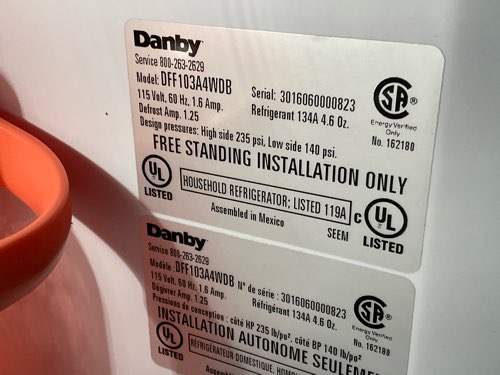 Danby
Service 800-263-2629
Model: DFF103A4WDB Serial: 3016060000823
115 Volt, 60 Hz, 1.6 Amp. Refrigerant 134A 4.6 Oz.
Defrost Amp. 1.25
Design pressures: High side 235 psi, Low side 140 psi.
SA
Energy Verified
Only
No. 162180
FREE STANDING INSTALLATION ONLY
UL
LISTED
HOUSEHOLD REFRIGERATOR; LISTED 119A
Assembled in Mexico
SEEM
C UL
LISTED
Danby
Service 800-263-2629
Modèle: DFF103A4WDB N° de série : 3016060000823
115 Volt, 60 Hz, 1.6 Amp. Réfrigérant 134A 4.6 Oz.
Dégivrer Amp. 1.25
Pressions de conception : côté HP 235 lb/po², côté BP 140 lb/po²
SA
Energy Verified
Only
No. 162180
INSTALLATION AUTONOME SEULEME
UL
LISTED
RÉFRIGÉRATEUR DOMESTIQUE, HOMO